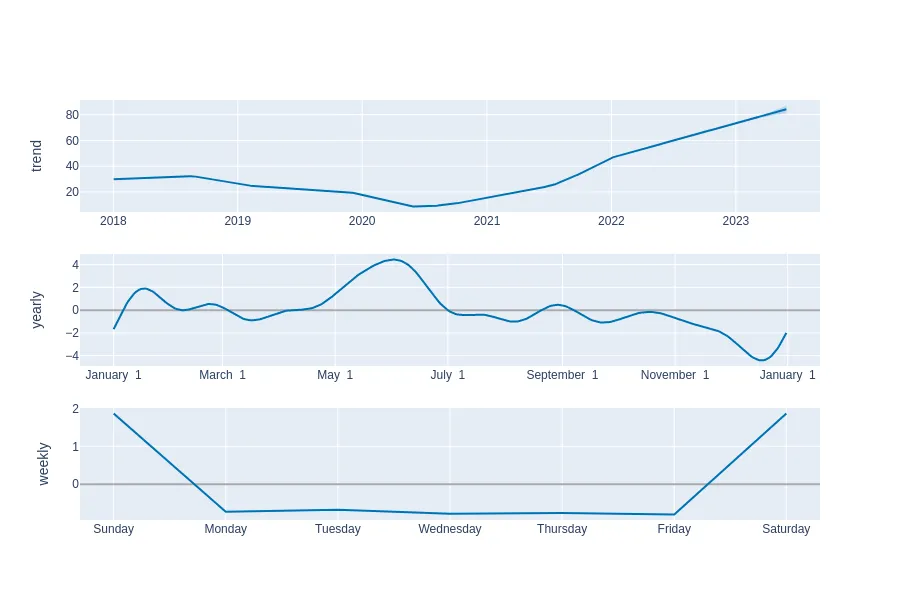 trend
80
60
40
20
2018 2019 2020 2021 2022 2023
yearly
4
2
0
−2
−4
January 1 March 1 May 1 July 1 September 1 November 1 January 1
weekly
2
1
0
Sunday Monday Tuesday Wednesday Thursday Friday Saturday